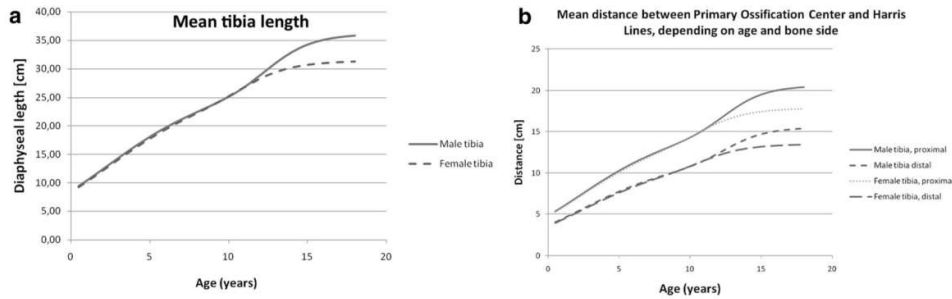 a
Mean tibia length
40,00
35,00
30,00
25,00
20,00
15,00
10,00
5,00
0,00
Diaphyseal legth [cm]
0 5 10 15 20
Age (years)
Male tibia
Female tibia
b
Mean distance between Primary Ossification Center and Harris
Lines, depending on age and bone side
25
20
15
10
5
0
Distance [cm]
0 5 10 15 20
Age (years)
Male tibia, proximal
Male tibia distal
Female tibia, proxima
Female tibia, distal